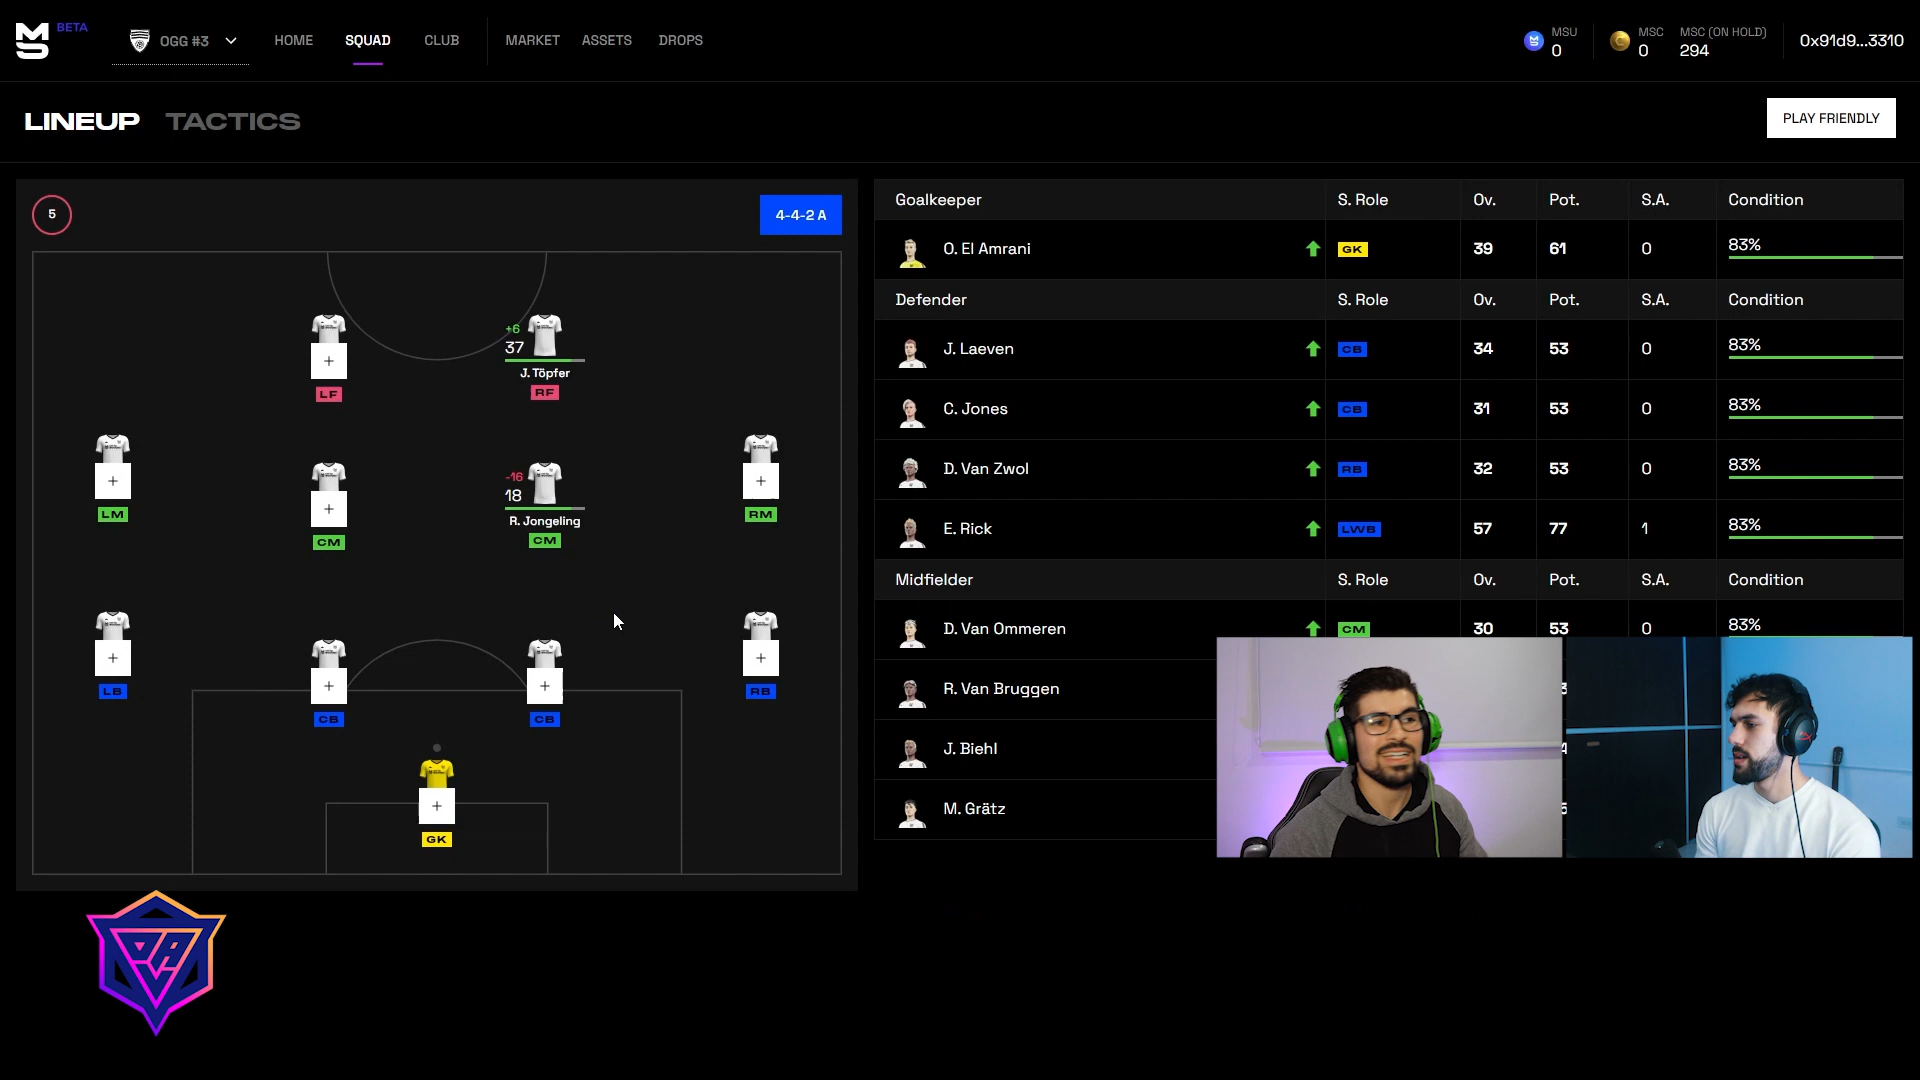 BETA
OGG #3
HOME
SQUAD
CLUB
MARKET
ASSETS
DROPS
MSU
0
MSC
0
MSC (ON HOLD)
294
0x91d9...3310
LINEUP
TACTICS
PLAY FRIENDLY
5
4-4-2 A
+
LF
+6
37
J. Töpfer
RF
+
LM
+
CM
-16
18
R. Jongeling
CM
+
RM
+
LB
+
CB
+
CB
+
RB
+
GK
Goalkeeper S. Role Ov. Pot. S.A. Condition
O. El Amrani GK 39 61 0 83%
Defender S. Role Ov. Pot. S.A. Condition
J. Laeven CB 34 53 0 83%
C. Jones CB 31 53 0 83%
D. Van Zwol RB 32 53 0 83%
E. Rick LWB 57 77 1 83%
Midfielder S. Role Ov. Pot. S.A. Condition
D. Van Ommeren CM 30 53 0 83%
R. Van Bruggen
J. Biehl
M. Grätz